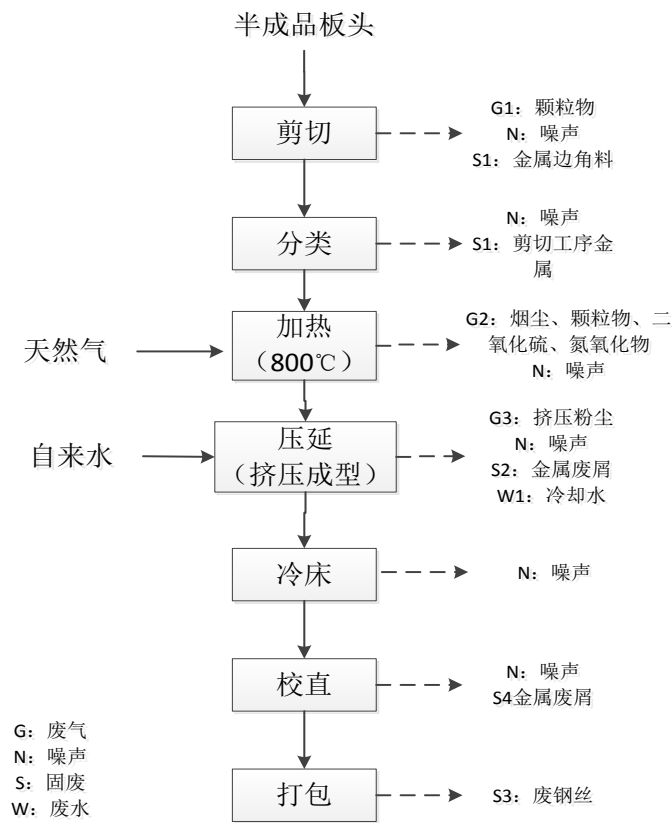 半成品板头
剪切
G1：颗粒物
N：噪声
S1：金属边角料
分类
N：噪声
S1：剪切工序金
属
天然气
加热
（800℃）
G2：烟尘、颗粒物、二
氧化硫、氮氧化物
N：噪声
自来水
压延
（挤压成型）
G3：挤压粉尘
N：噪声
S2：金属废屑
W1：冷却水
冷床
N：噪声
校直
N：噪声
S4金属废屑
G：废气
N：噪声
S：固废
W：废水
打包
S3：废钢丝